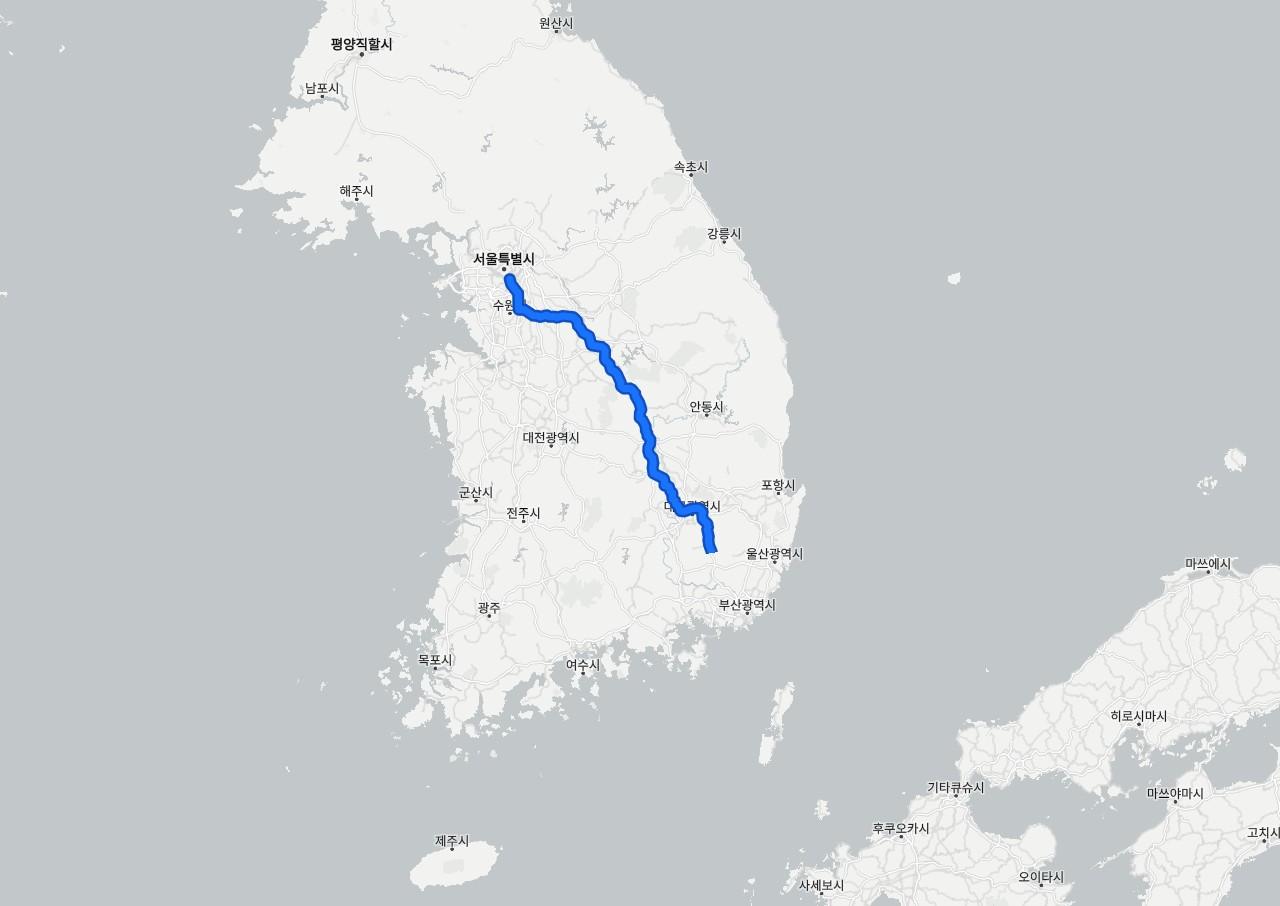 원산시
평양직할시
남포시
속초시
해주시
강릉시
서울특별시
수원
안동시
대전광역시
포항시
군산시
전주시
울산광역시
마쓰에시
부산광역시
광주
목포시
여수시
히로시마시
기타큐슈시
마쓰야마시
후쿠오카시
고치시
제주시
오이타시
사세보시